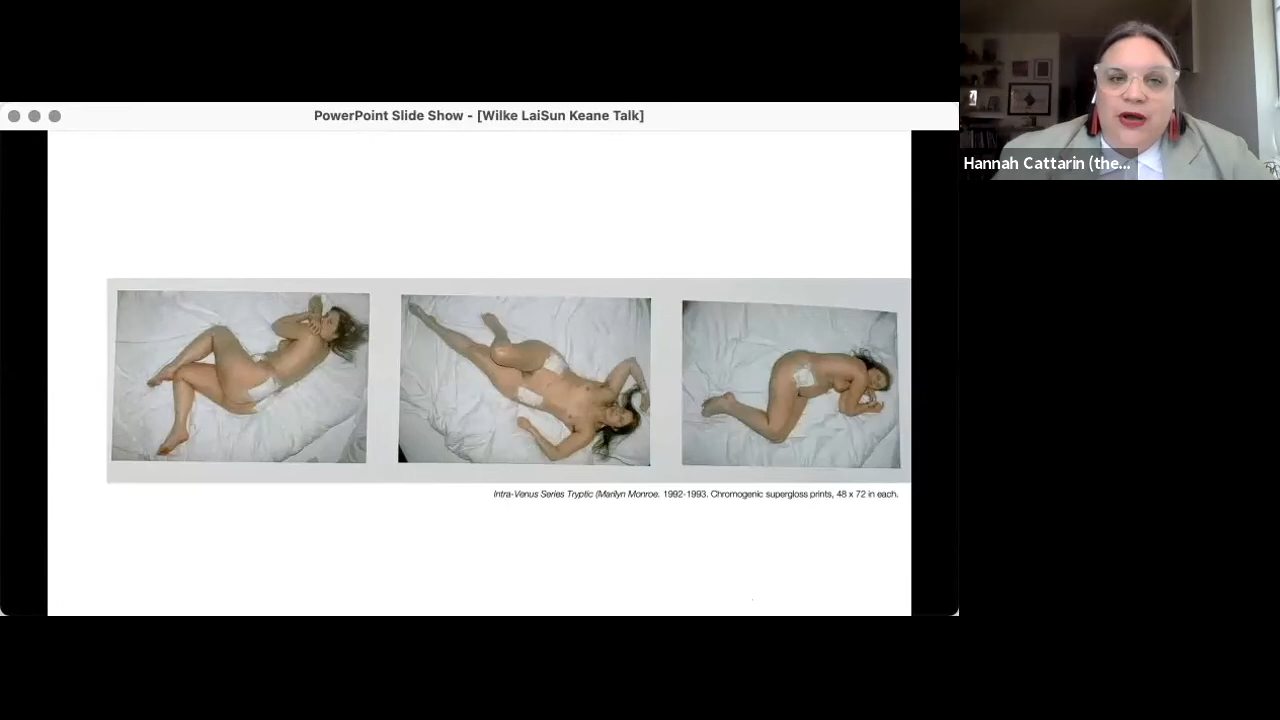 PowerPoint Slide Show - [Wilke LaiSun Keane Talk]
Hannah Cattarin (the...
Intra-Venus Series Tryptic (Marilyn Monroe. 1992-1993. Chromogenic supergloss prints, 48 x 72 in each.